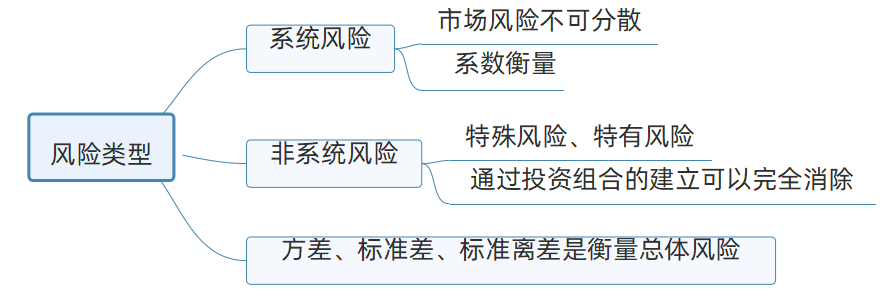 风险类型
系统风险
市场风险不可分散
系数衡量
非系统风险
特殊风险、特有风险
通过投资组合的建立可以完全消除
方差、标准差、标准离差是衡量总体风险